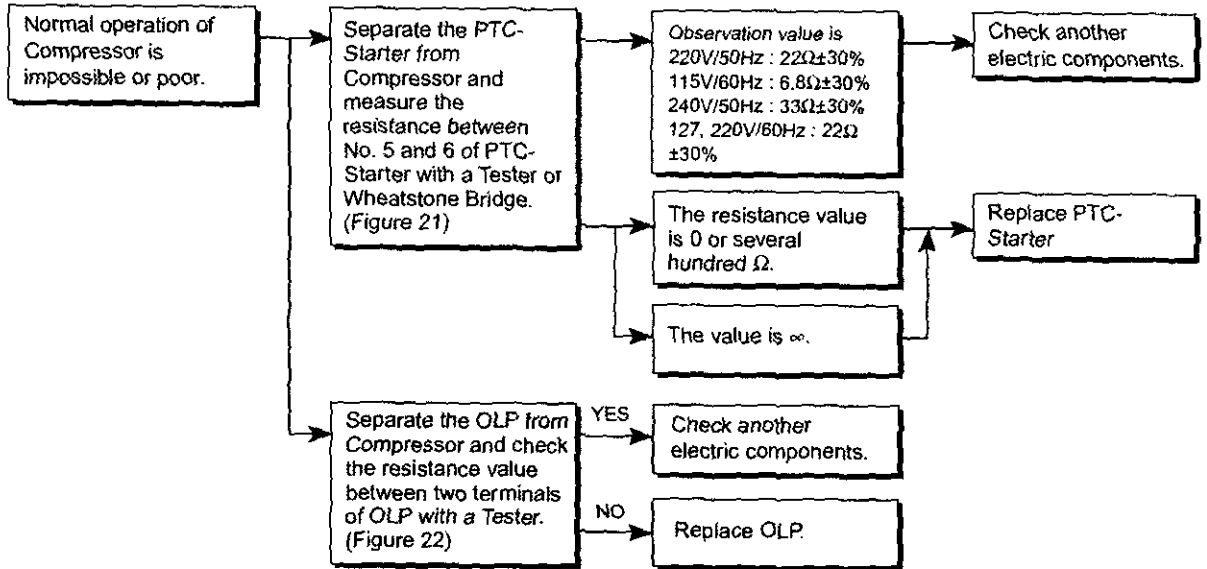 Normal operation of
Compressor is
impossible or poor.
Separate the PTC-
Starter from
Compressor and
measure the
resistance between
No. 5 and 6 of PTC-
Starter with a Tester or
Wheatstone Bridge.
(Figure 21)
Observation value is
220V/50Hz : 22Ω±30%
115V/60Hz : 6.8Ω±30%
240V/50Hz : 33Ω±30%
127, 220V/60Hz : 22Ω
±30%
Check another
electric components.
The resistance value
is 0 or several
hundred Ω.
Replace PTC-
Starter
The value is ∞.
Separate the OLP from
Compressor and check
the resistance value
between two terminals
of OLP with a Tester.
(Figure 22)
YES
Check another
electric components.
NO
Replace OLP.